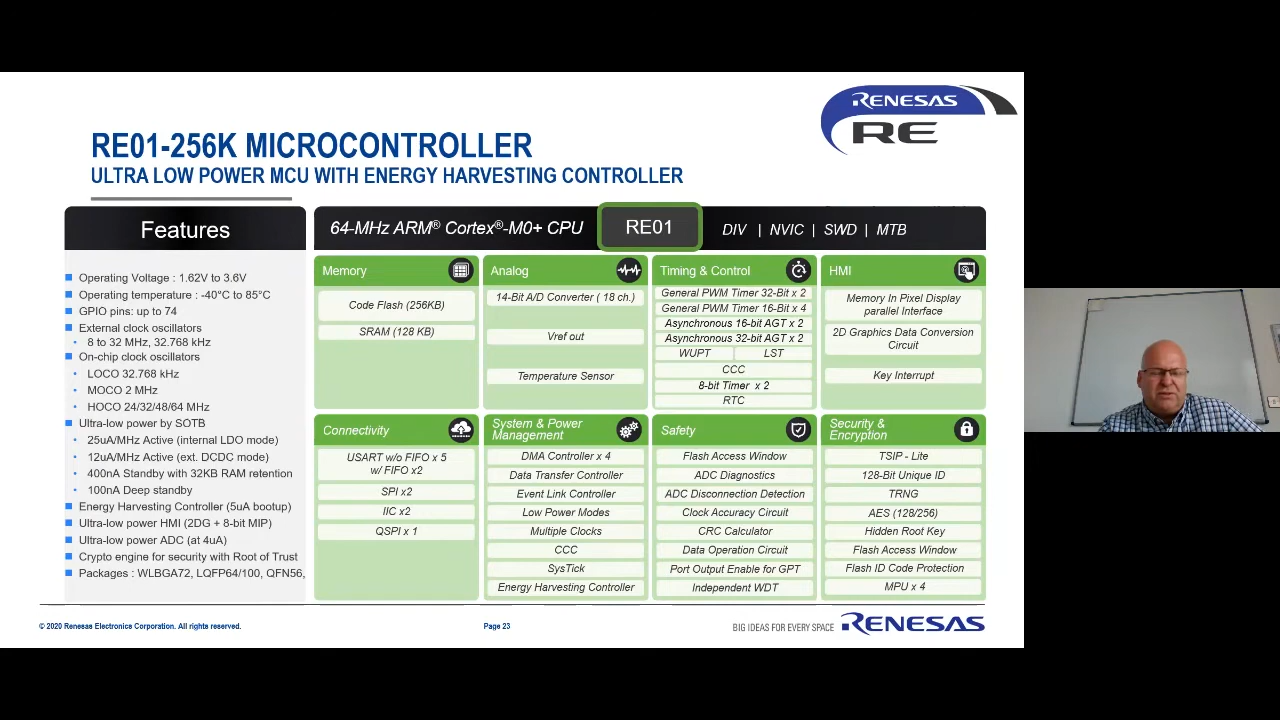 RENESAS
RE
RE01-256K MICROCONTROLLER
ULTRA LOW POWER MCU WITH ENERGY HARVESTING CONTROLLER
Features
Operating Voltage : 1.62V to 3.6V
Operating temperature : -40°C to 85°C
GPIO pins: up to 74
External clock oscillators
• 8 to 32 MHz, 32.768 kHz
On-chip clock oscillators
• LOCO 32.768 kHz
• MOCO 2 MHz
• HOCO 24/32/48/64 MHz
Ultra-low power by SOTB
• 25uA/MHz Active (internal LDO mode)
• 12uA/MHz Active (ext. DCDC mode)
• 400nA Standby with 32KB RAM retention
• 100nA Deep standby
Energy Harvesting Controller (5uA bootup)
Ultra-low power HMI (2DG + 8-bit MIP)
Ultra-low power ADC (at 4uA)
Crypto engine for security with Root of Trust
Packages : WLBGA72, LQFP64/100, QFN56,
64-MHz ARM® Cortex®-M0+ CPU
RE01
DIV | NVIC | SWD | MTB
Memory
Code Flash (256KB)
SRAM (128 KB)
Analog
14-Bit A/D Converter ( 18 ch.)
Vref out
Temperature Sensor
Timing & Control
General PWM Timer 32-Bit x 2
General PWM Timer 16-Bit x 4
Asynchronous 16-bit AGT x 2
Asynchronous 32-bit AGT x 2
WUPT
LST
CCC
8-bit Timer x 2
RTC
HMI
Memory In Pixel Display
parallel Interface
2D Graphics Data Conversion
Circuit
Key Interrupt
Connectivity
USART w/o FIFO x 5
w/ FIFO x2
SPI x2
IIC x2
QSPI x 1
System & Power
Management
DMA Controller x 4
Data Transfer Controller
Event Link Controller
Low Power Modes
Multiple Clocks
CCC
SysTick
Energy Harvesting Controller
Safety
Flash Access Window
ADC Diagnostics
ADC Disconnection Detection
Clock Accuracy Circuit
CRC Calculator
Data Operation Circuit
Port Output Enable for GPT
Independent WDT
Security &
Encryption
TSIP - Lite
128-Bit Unique ID
TRNG
AES (128/256)
Hidden Root Key
Flash Access Window
Flash ID Code Protection
MPU x 4
© 2020 Renesas Electronics Corporation. All rights reserved.
Page 23
BIG IDEAS FOR EVERY SPACE
RENESAS